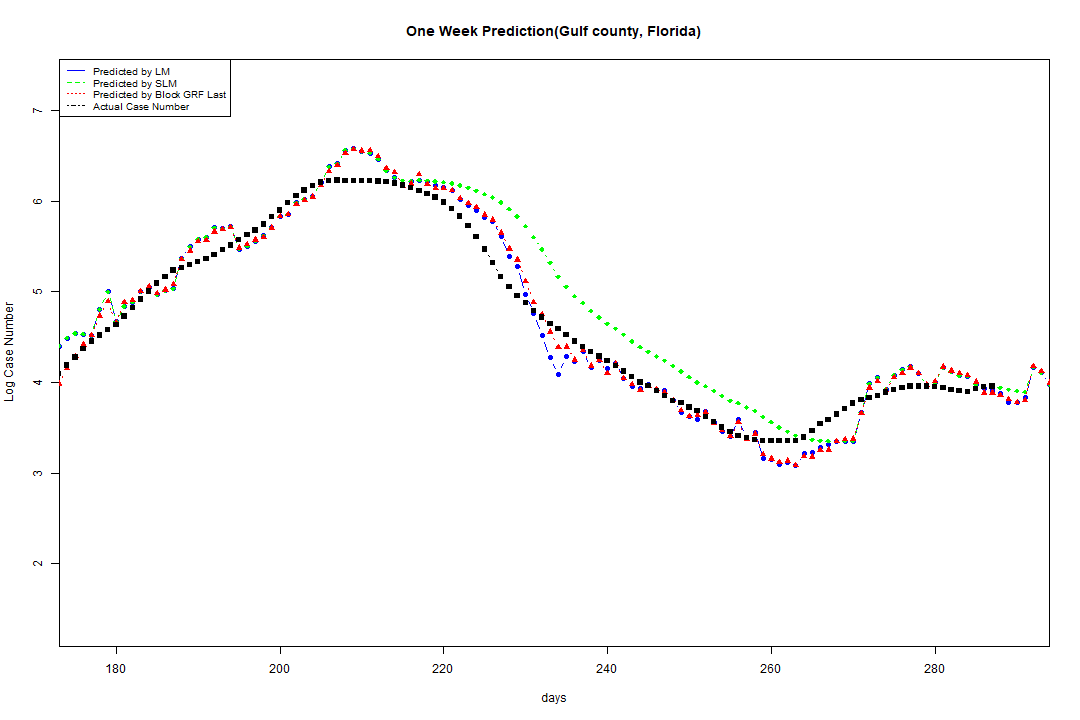 One Week Prediction(Gulf county, Florida)
Predicted by LM
Predicted by SLM
Predicted by Block GRF Last
Actual Case Number
7
6
5
4
3
2
Log Case Number
180 200 220 240 260 280
days